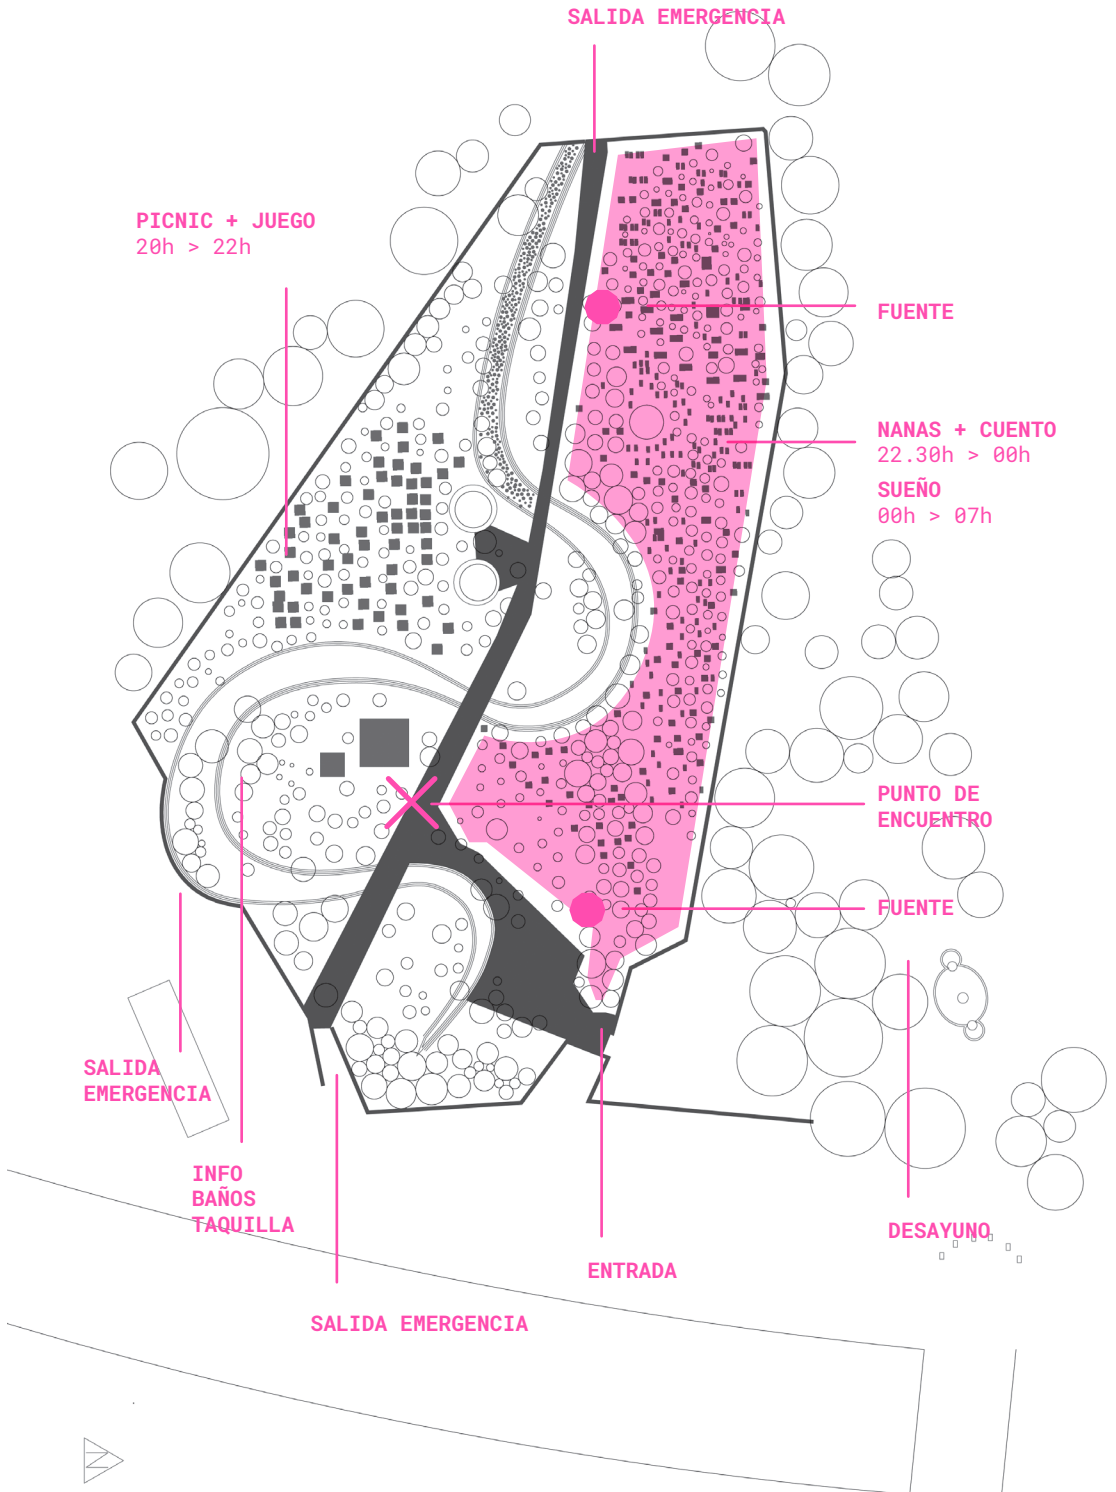 SALIDA EMERGENCIA
PICNIC + JUEGO
20h > 22h
FUENTE
NANAS + CUENTO
22.30h > 00h
SUEÑO
00h > 07h
PUNTO DE
ENCUENTRO
FUENTE
SALIDA
EMERGENCIA
INFO
BAÑOS
TAQUILLA
DESAYUNO
ENTRADA
SALIDA EMERGENCIA
N